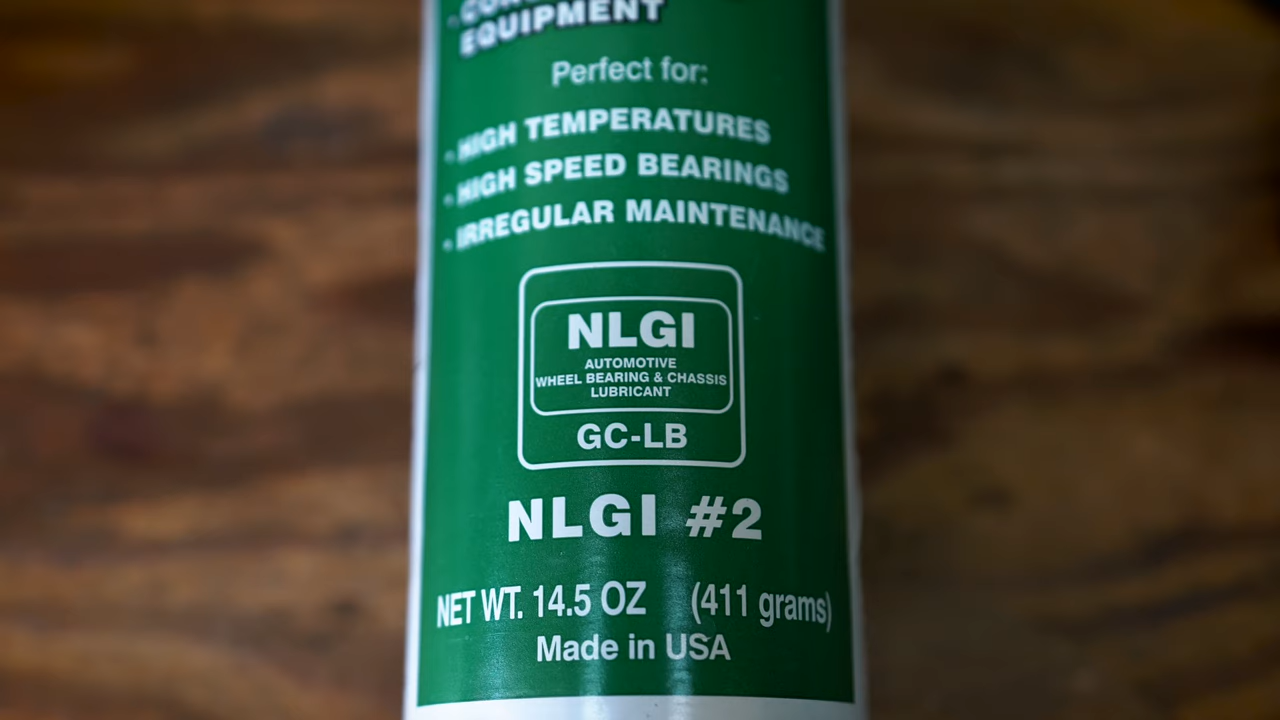 EQUIPMENT
Perfect for:
• HIGH TEMPERATURES
• HIGH SPEED BEARINGS
• IRREGULAR MAINTENANCE
NLGI
AUTOMOTIVE
WHEEL BEARING & CHASSIS
LUBRICANT
GC-LB
NLGI #2
NET WT. 14.5 OZ (411 grams)
Made in USA